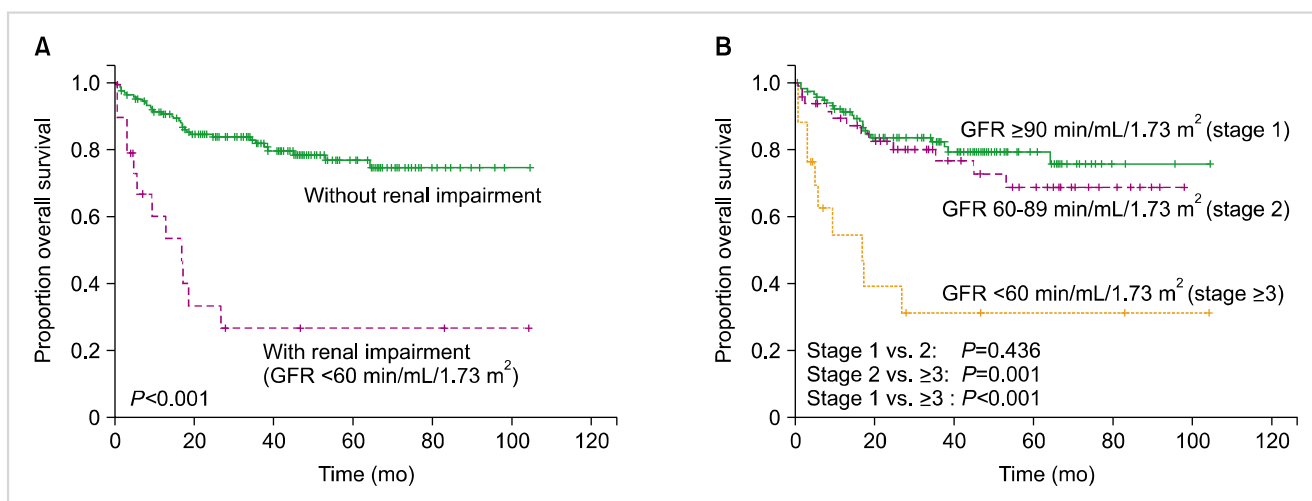 A
Proportion overall survival
1.0
0.8
0.6
0.4
0.2
0
Without renal impairment
With renal impairment
(GFR <60 min/mL/1.73 m²)
P<0.001
0 20 40 60 80 100 120
Time (mo)
B
Proportion overall survival
1.0
0.8
0.6
0.4
0.2
0
GFR ≥90 min/mL/1.73 m² (stage 1)
GFR 60-89 min/mL/1.73 m² (stage 2)
GFR <60 min/mL/1.73 m² (stage ≥3)
Stage 1 vs. 2: P=0.436
Stage 2 vs. ≥3: P=0.001
Stage 1 vs. ≥3 : P<0.001
0 20 40 60 80 100 120
Time (mo)